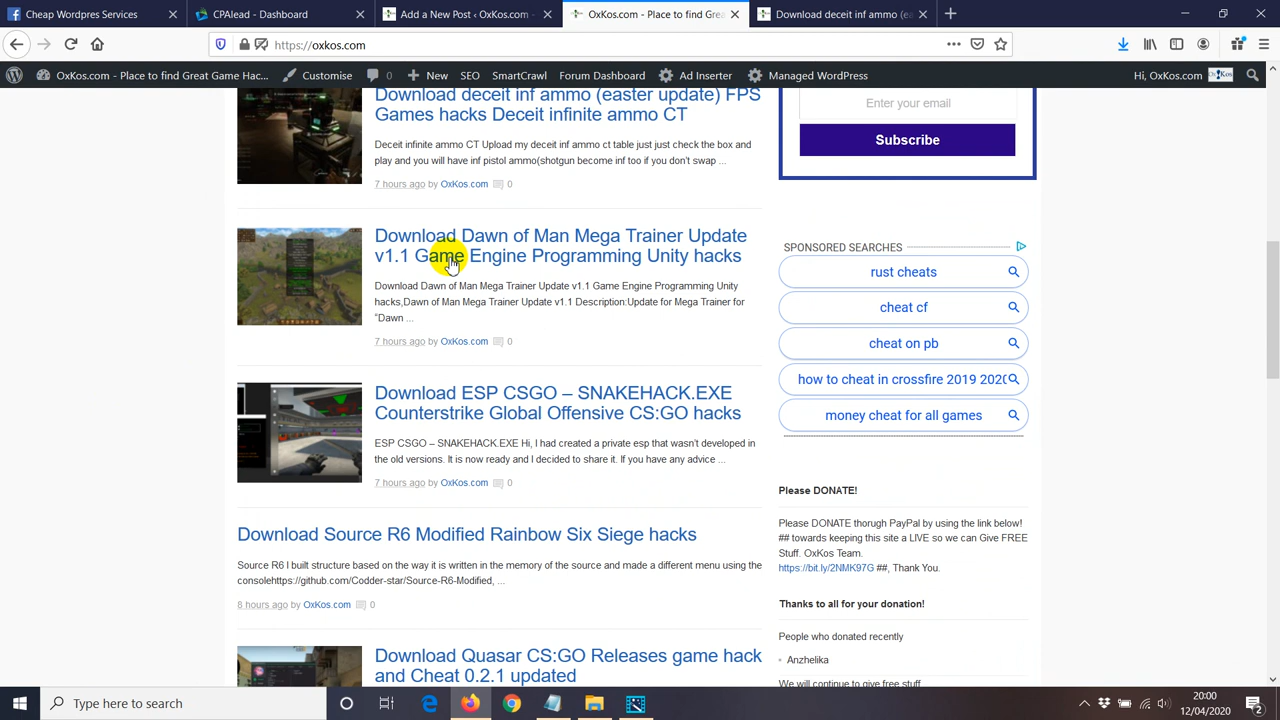 Facebook Services
CPAlead - Dashboard
Add a New Post ‹ OxKos.com -
OxKos.com - Place to find Grea
Download deceit inf ammo (ea
https://oxkos.com
OxKos.com - Place to find Great Game Hac...
Customise
0
New
SEO
SmartCrawl
Forum Dashboard
Ad Inserter
Managed WordPress
Hi, OxKos.com
Download deceit inf ammo (easter update) FPS
Games hacks Deceit infinite ammo CT
Deceit infinite ammo CT Upload my deceit inf ammo ct table just just check the box and
play and you will have inf pistol ammo(shotgun become inf too if you don't swap ...
7 hours ago by OxKos.com 0
Download Dawn of Man Mega Trainer Update
v1.1 Game Engine Programming Unity hacks
Download Dawn of Man Mega Trainer Update v1.1 Game Engine Programming Unity
hacks,Dawn of Man Mega Trainer Update v1.1 Description:Update for Mega Trainer for
“Dawn ...
7 hours ago by OxKos.com 0
Download ESP CSGO – SNAKEHACK.EXE
Counterstrike Global Offensive CS:GO hacks
ESP CSGO – SNAKEHACK.EXE Hi, I had created a private esp that wasn't developed in
the old versions. It is now ready and I decided to share it. If you have any advice ...
7 hours ago by OxKos.com 0
Download Source R6 Modified Rainbow Six Siege hacks
Source R6 I built structure based on the way it is written in the memory of the source and made a different menu using the
consolehttps://github.com/Codder-star/Source-R6-Modified, ...
8 hours ago by OxKos.com 0
Download Quasar CS:GO Releases game hack
and Cheat 0.2.1 updated
Enter your email
Subscribe
SPONSORED SEARCHES
rust cheats
cheat cf
cheat on pb
how to cheat in crossfire 2019 2020
money cheat for all games
Please DONATE!
Please DONATE thorugh PayPal by using the link below!
## towards keeping this site a LIVE so we can Give FREE
Stuff. OxKos Team.
https://bit.ly/2NMK97G ##, Thank You.
Thanks to all for your donation!
People who donated recently
Anzhelika
We will continue to give free stuff
Type here to search
20:00
12/04/2020
2